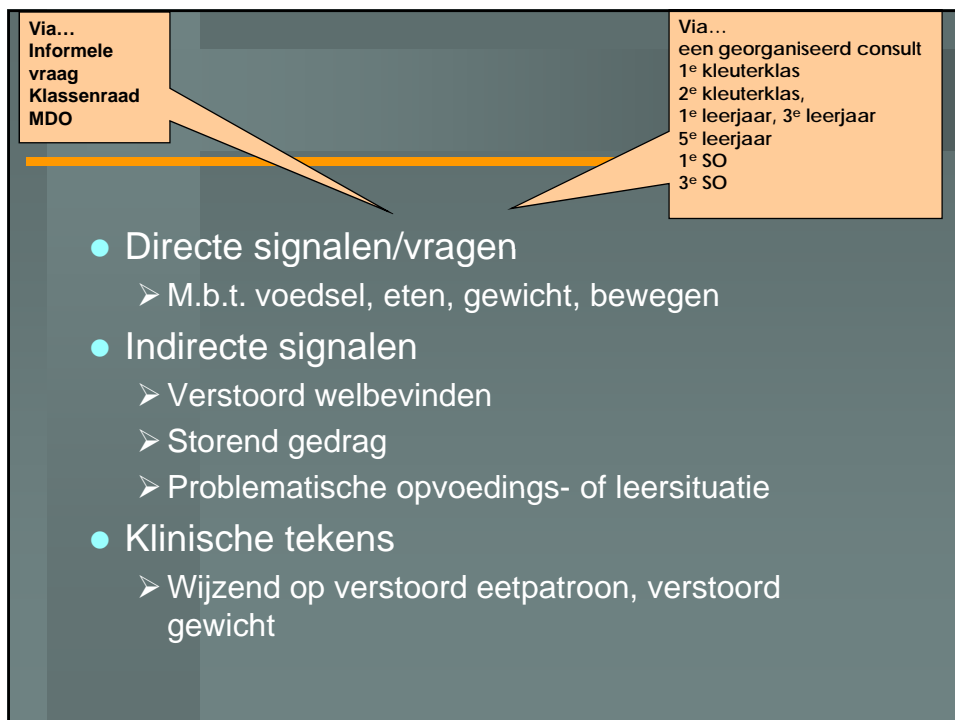 Via…
Informele
vraag
Klassenraad
MDO
Via…
een georganiseerd consult
1e kleuterklas
2e kleuterklas,
1e leerjaar, 3e leerjaar
5e leerjaar
1e SO
3e SO
● Directe signalen/vragen
➢ M.b.t. voedsel, eten, gewicht, bewegen
● Indirecte signalen
➢ Verstoord welbevinden
➢ Storend gedrag
➢ Problematische opvoedings- of leersituatie
● Klinische tekens
➢ Wijzend op verstoord eetpatroon, verstoord
gewicht